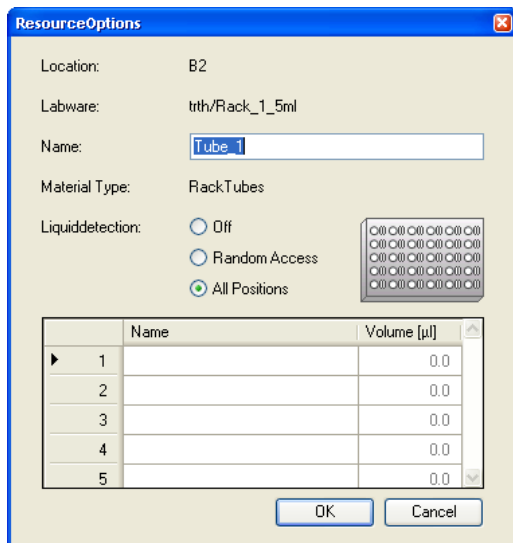 ResourceOptions
Location: B2
Labware: trth/Rack_1_5ml
Name: Tube_1
Material Type: RackTubes
Liquiddetection: Off
Random Access
All Positions
Name Volume [µl]
1 0.0
2 0.0
3 0.0
4 0.0
5 0.0
OK Cancel